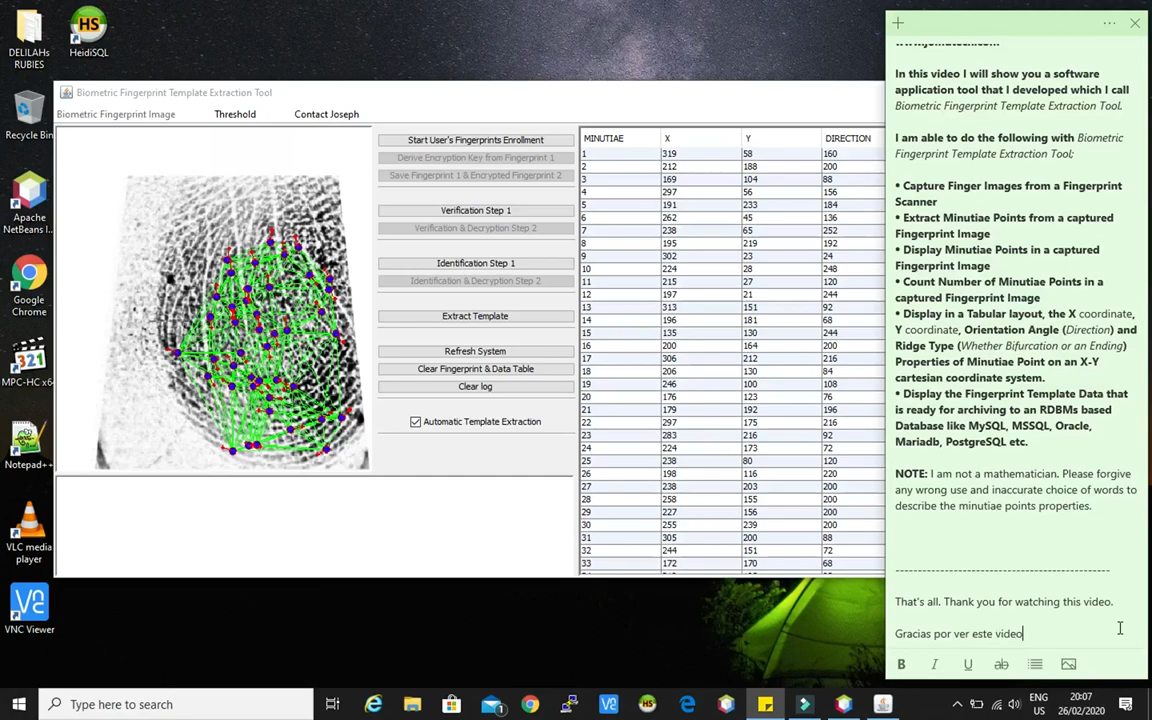 DELILAHs
RUBIES
HS
HeidiSQL
Recycle Bin
Apache
NetBeans I...
Google
Chrome
321
MPC-HC x64
Notepad++
VLC media
player
VNC Viewer
Biometric Fingerprint Template Extraction Tool
Biometric Fingerprint Image Threshold Contact Joseph
Start User's Fingerprints Enrollment
Derive Encryption Key from Fingerprint 1
Save Fingerprint 1 & Encrypted Fingerprint 2
Verification Step 1
Verification & Decryption Step 2
Identification Step 1
Identification & Decryption Step 2
Extract Template
Refresh System
Clear Fingerprint & Data Table
Clear log
Automatic Template Extraction
MINUTIAE X Y DIRECTION
1 319 58 160
2 212 188 200
3 169 104 88
4 297 56 156
5 191 233 184
6 262 45 136
7 238 65 252
8 195 219 192
9 302 23 24
10 224 28 248
11 215 27 120
12 197 21 244
13 313 151 92
14 196 181 68
15 135 130 244
16 200 164 200
17 306 212 216
18 206 130 84
19 246 100 108
20 176 123 76
21 179 192 196
22 297 175 216
23 283 216 92
24 224 173 72
25 238 80 120
26 198 116 220
27 238 203 200
28 258 155 200
29 227 156 200
30 255 239 200
31 305 200 88
32 244 151 72
33 172 170 68
In this video I will show you a software
application tool that I developed which I call
Biometric Fingerprint Template Extraction Tool.
I am able to do the following with Biometric
Fingerprint Template Extraction Tool;
• Capture Finger Images from a Fingerprint
Scanner
• Extract Minutiae Points from a captured
Fingerprint Image
• Display Minutiae Points in a captured
Fingerprint Image
• Count Number of Minutiae Points in a
captured Fingerprint Image
• Display in a Tabular layout, the X coordinate,
Y coordinate, Orientation Angle (Direction) and
Ridge Type (Whether Bifurcation or an Ending)
Properties of Minutiae Point on an X-Y
cartesian coordinate system.
• Display the Fingerprint Template Data that
is ready for archiving to an RDBMs based
Database like MySQL, MSSQL, Oracle,
Mariadb, PostgreSQL etc.
NOTE: I am not a mathematician. Please forgive
any wrong use and inaccurate choice of words to
describe the minutiae points properties.
------------------------------------------------------
That's all. Thank you for watching this video.
Gracias por ver este video
B I U ab
Type here to search
ENG
US
20:07
26/02/2020